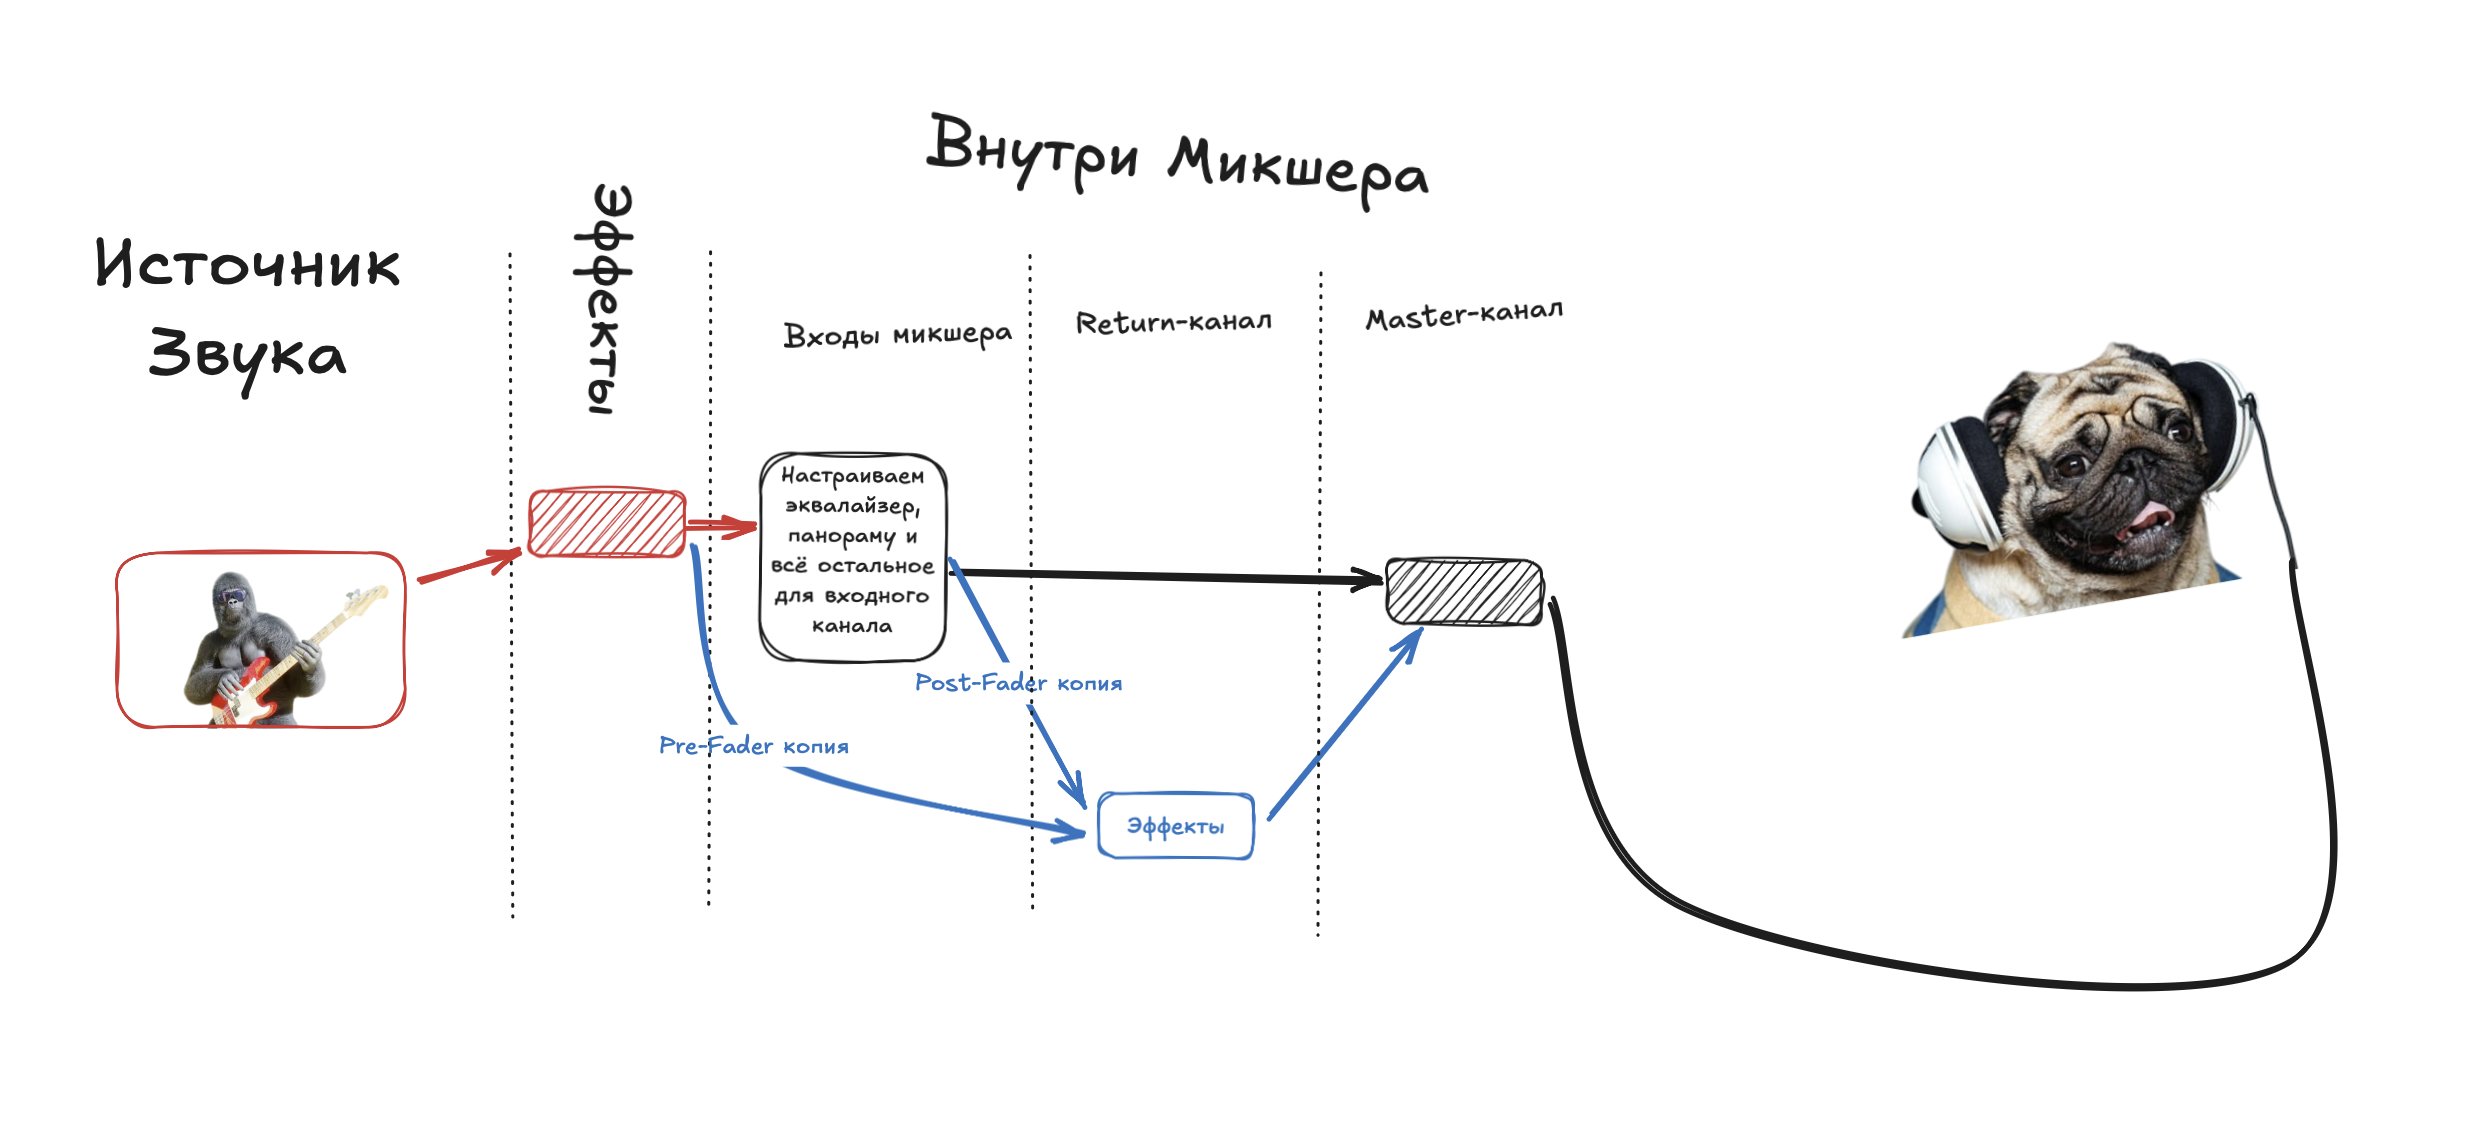 Источник
Звука
Эффекты
Внутри Микшера
Входы микшера
Return-канал
Master-канал
Настраиваем
эквалайзер,
панораму и
всё остальное
для входного
канала
Post-Fader копия
Pre-Fader копия
Эффекты